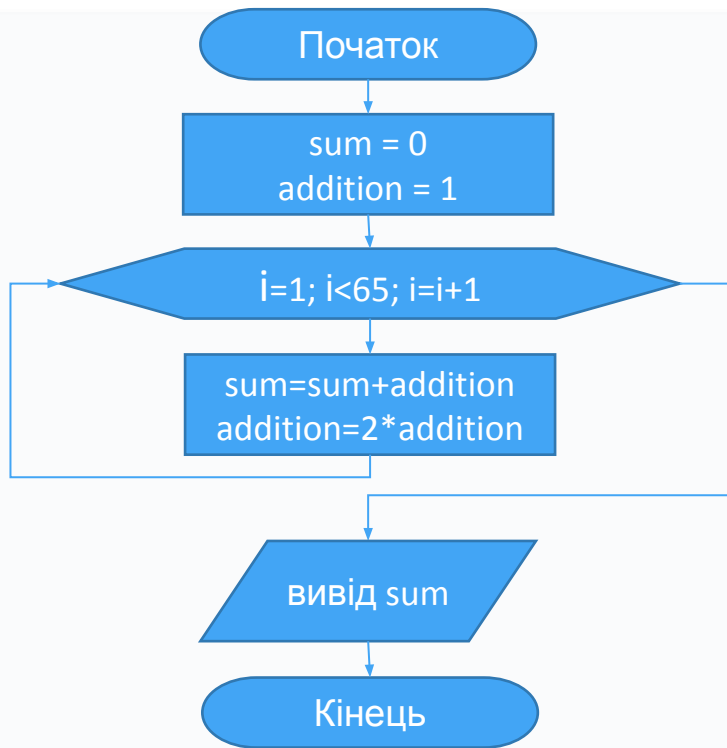 Початок
sum = 0
addition = 1
i=1; i<65; i=i+1
sum=sum+addition
addition=2*addition
вивід sum
Кінець